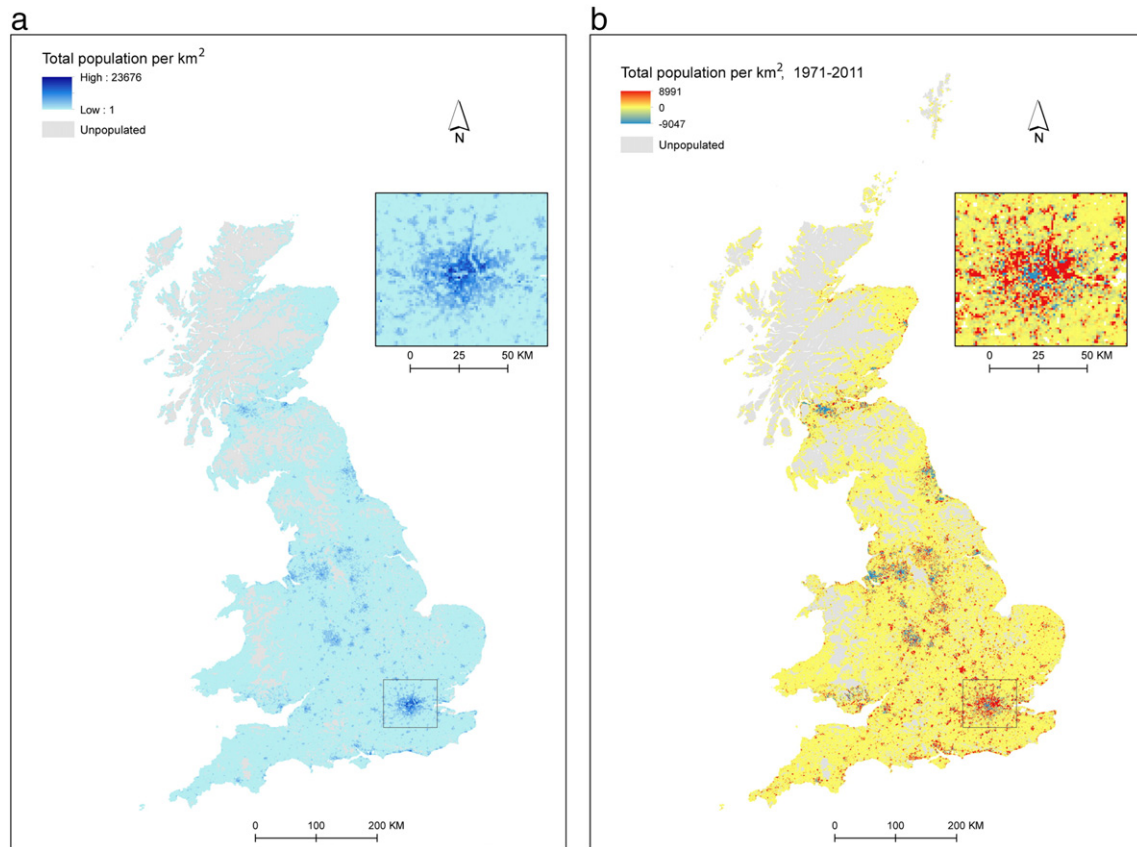 a
Total population per km²
High : 23676
Low : 1
Unpopulated
N
0 25 50 KM
0 100 200 KM
b
Total population per km², 1971-2011
8991
0
-9047
Unpopulated
N
0 25 50 KM
0 100 200 KM